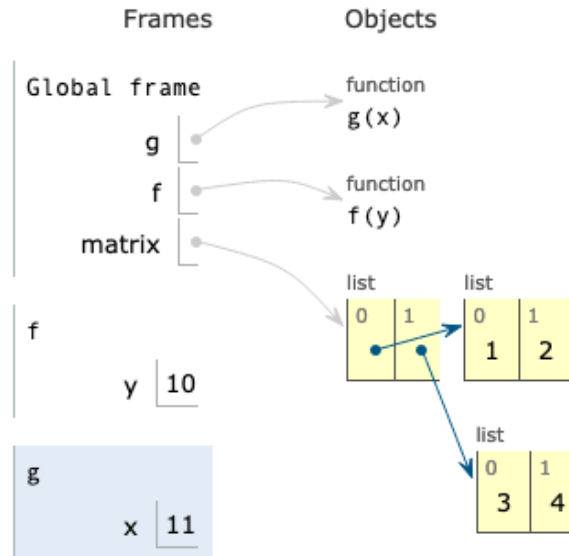 Frames Objects
Global frame
function
g(x)
g
function
f(y)
f
matrix
list list
0 1 0 1
1 2
f
y 10
list
0 1
3 4
g
x 11